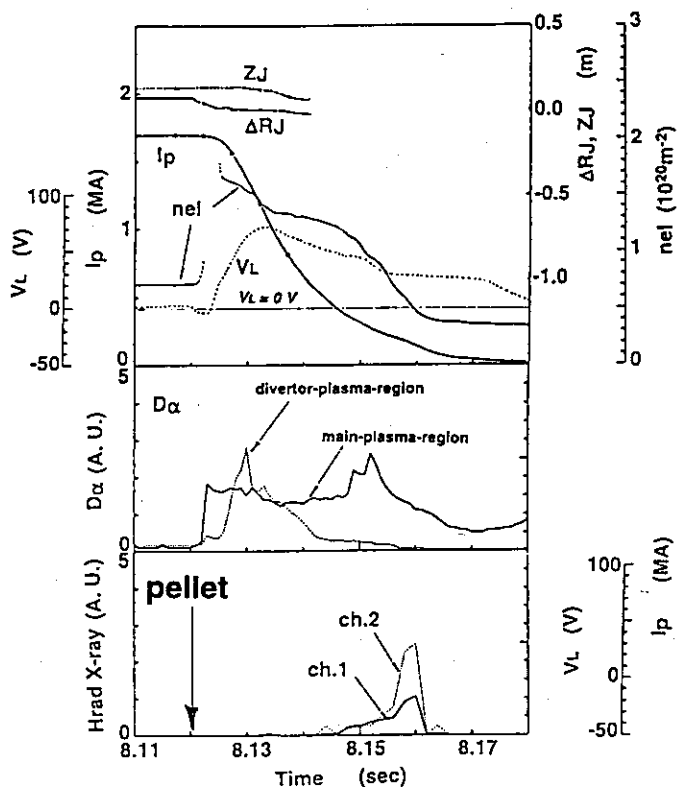 0.5
3
ZJ
2
0.0
ΔRJ
2
Ip
100
nel
-0.5
1
1
VL (V)
Ip (MA)
VL
ΔRJ, ZJ (m)
nel (10²⁰m⁻²)
-1.0
0
VL = 0 V
-50
0
0
5
Dα
divertor-plasma-region
main-plasma-region
Dα (A. U.)
0
5
pellet
Hrad X-ray (A. U.)
ch.2
ch.1
VL (V)
Ip (MA)
100
0
-50
0
8.11
8.13
8.15
8.17
Time (sec)